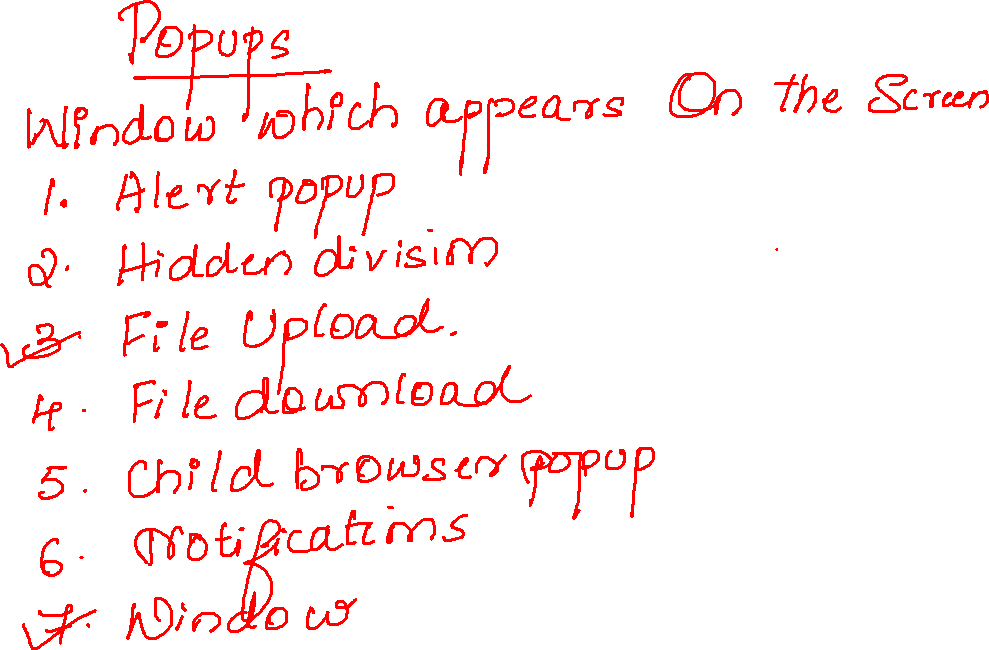 Popups
Window which appears On the Screen
1. Alert popup
2. Hidden division
3 File Upload.
4. File download
5. Child browser popup
6. Notifications
7. Window